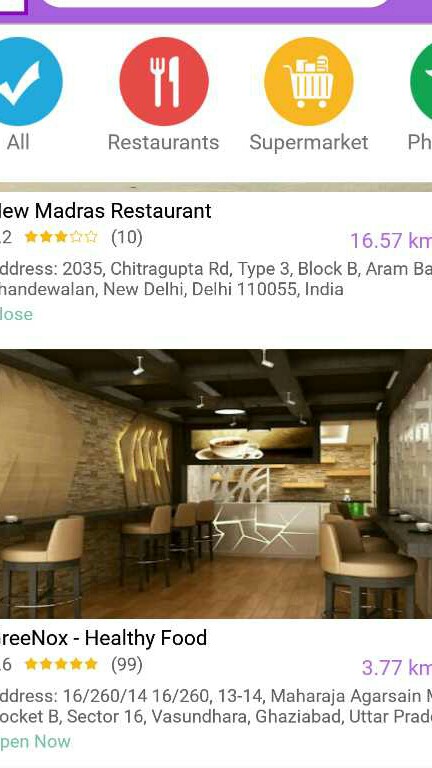 All
Restaurants
Supermarket
Ph
ew Madras Restaurant
.2
(10)
16.57 km
ddress: 2035, Chitragupta Rd, Type 3, Block B, Aram Ba
handewalan, New Delhi, Delhi 110055, India
lose
reeNox - Healthy Food
.6
(99)
3.77 km
ddress: 16/260/14 16/260, 13-14, Maharaja Agarsain M
ocket B, Sector 16, Vasundhara, Ghaziabad, Uttar Prade
pen Now